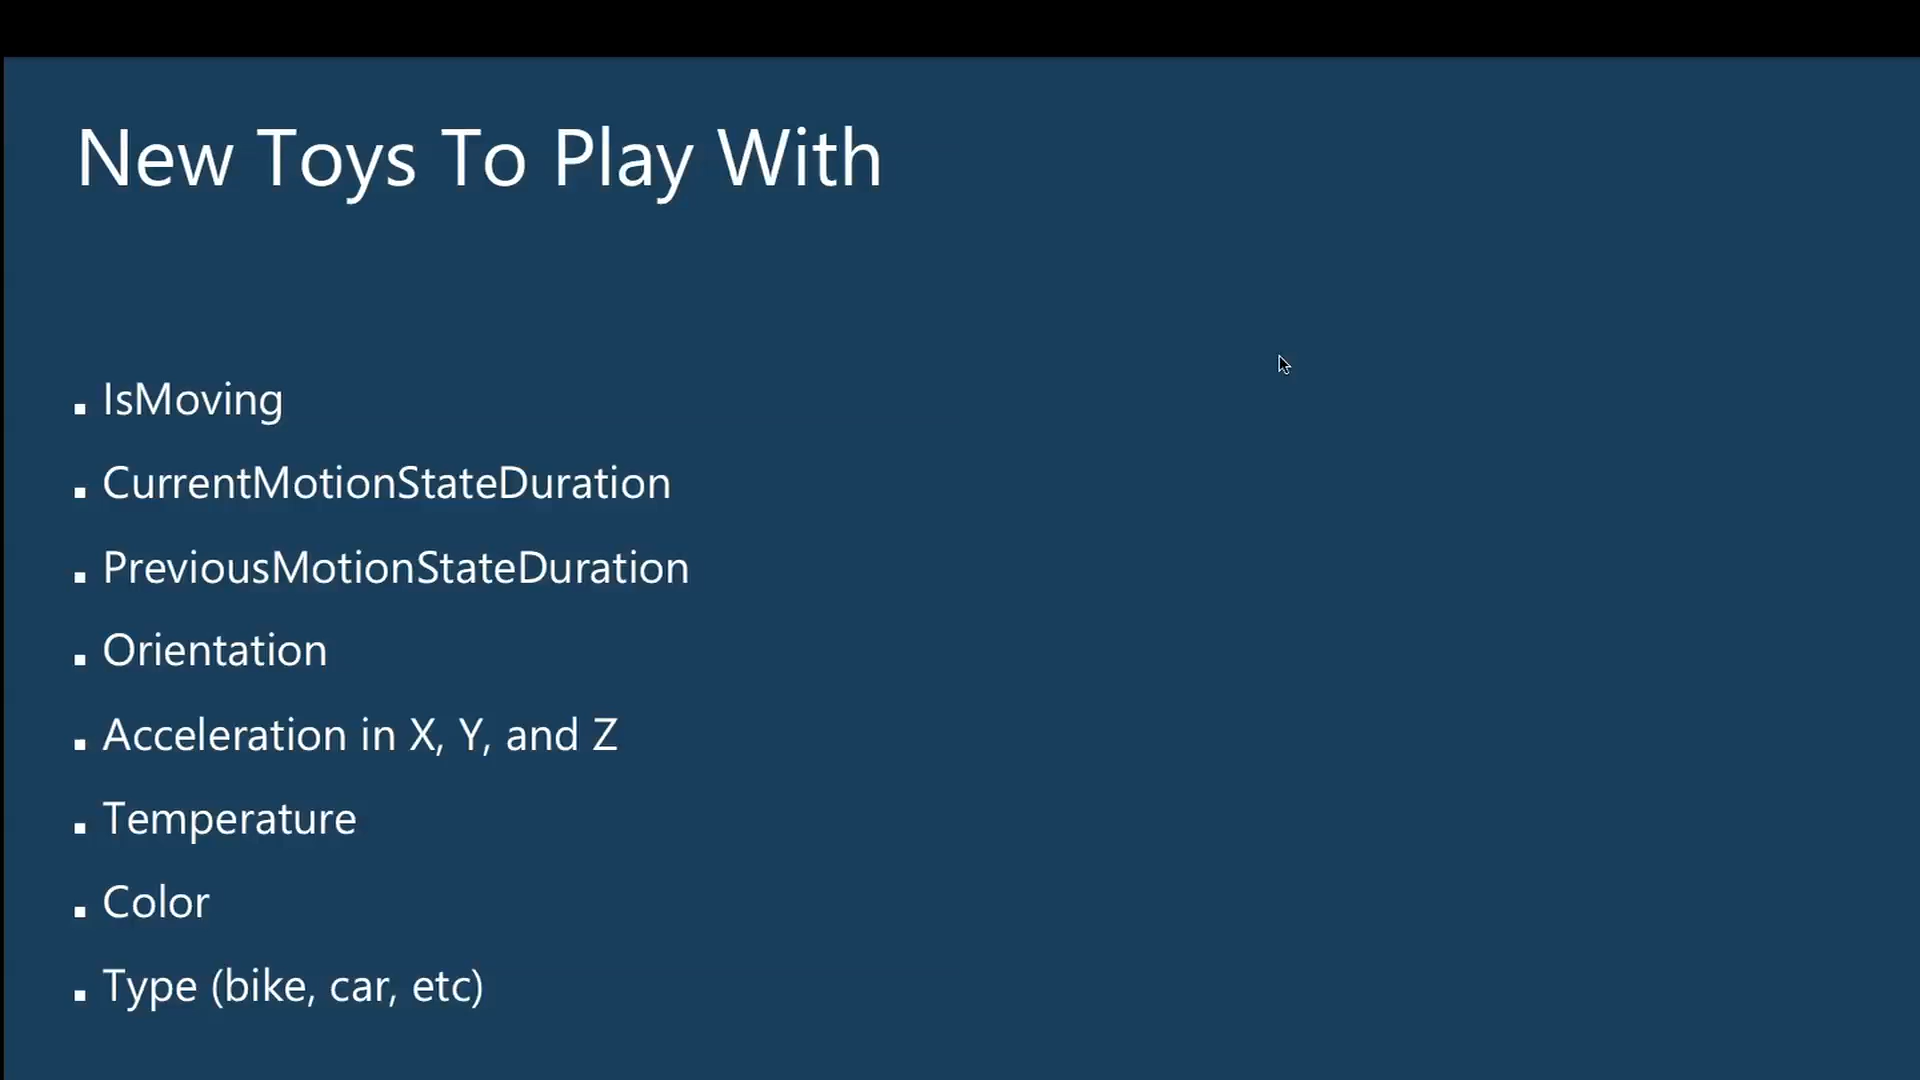 New Toys To Play With
▪ IsMoving
▪ CurrentMotionStateDuration
▪ PreviousMotionStateDuration
▪ Orientation
▪ Acceleration in X, Y, and Z
▪ Temperature
▪ Color
▪ Type (bike, car, etc)